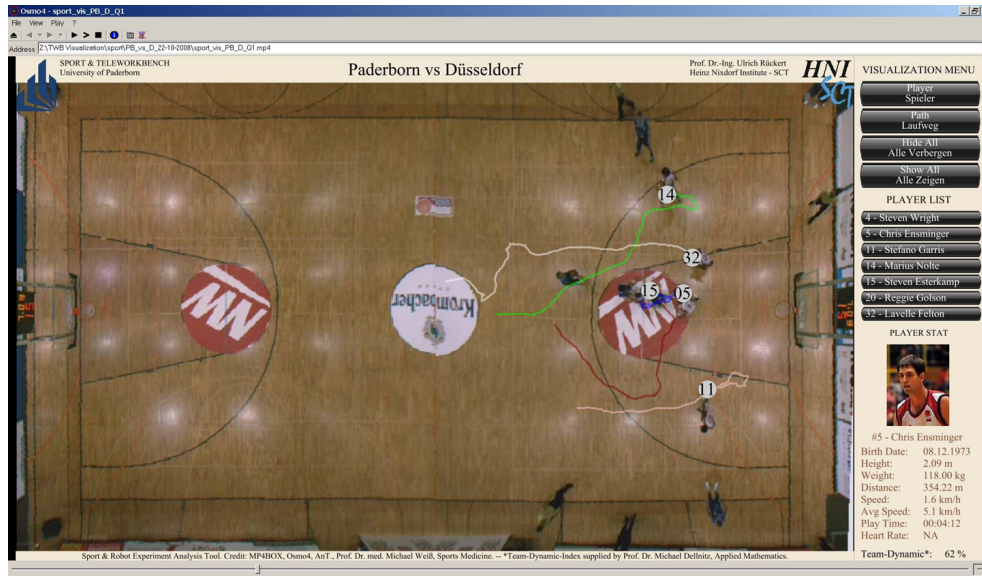 Osmo4 - sport_vis_PB_D_Q1
File View Play ?
Address Z:\TWB Visualization\sport\PB_vs_D_22-10-2008\sport_vis_PB_D_Q1.mp4
SPORT & TELEWORKBENCH
University of Paderborn
Paderborn vs Düsseldorf
Prof. Dr.-Ing. Ulrich Rückert
Heinz Nixdorf Institute - SCT
HNI
SCT
VISUALIZATION MENU
Player
Spieler
Path
Laufweg
Hide All
Alle Verbergen
Show All
Alle Zeigen
PLAYER LIST
4 - Steven Wright
5 - Chris Ensminger
11 - Stefano Garris
14 - Marius Nolte
15 - Steven Esterkamp
20 - Reggie Golson
32 - Lavelle Felton
PLAYER STAT
#5 - Chris Ensminger
Birth Date: 08.12.1973
Height: 2.09 m
Weight: 118.00 kg
Distance: 354.22 m
Speed: 1.6 km/h
Avg Speed: 5.1 km/h
Play Time: 00:04:12
Heart Rate: NA
Team-Dynamic*: 62 %
14
32
15
05
11
Krombacher
Sport & Robot Experiment Analysis Tool. Credit: MP4BOX, Osmo4, AnT., Prof. Dr. med. Michael Weiß, Sports Medicine. -- *Team-Dynamic-Index supplied by Prof. Dr. Michael Dellnitz, Applied Mathematics.